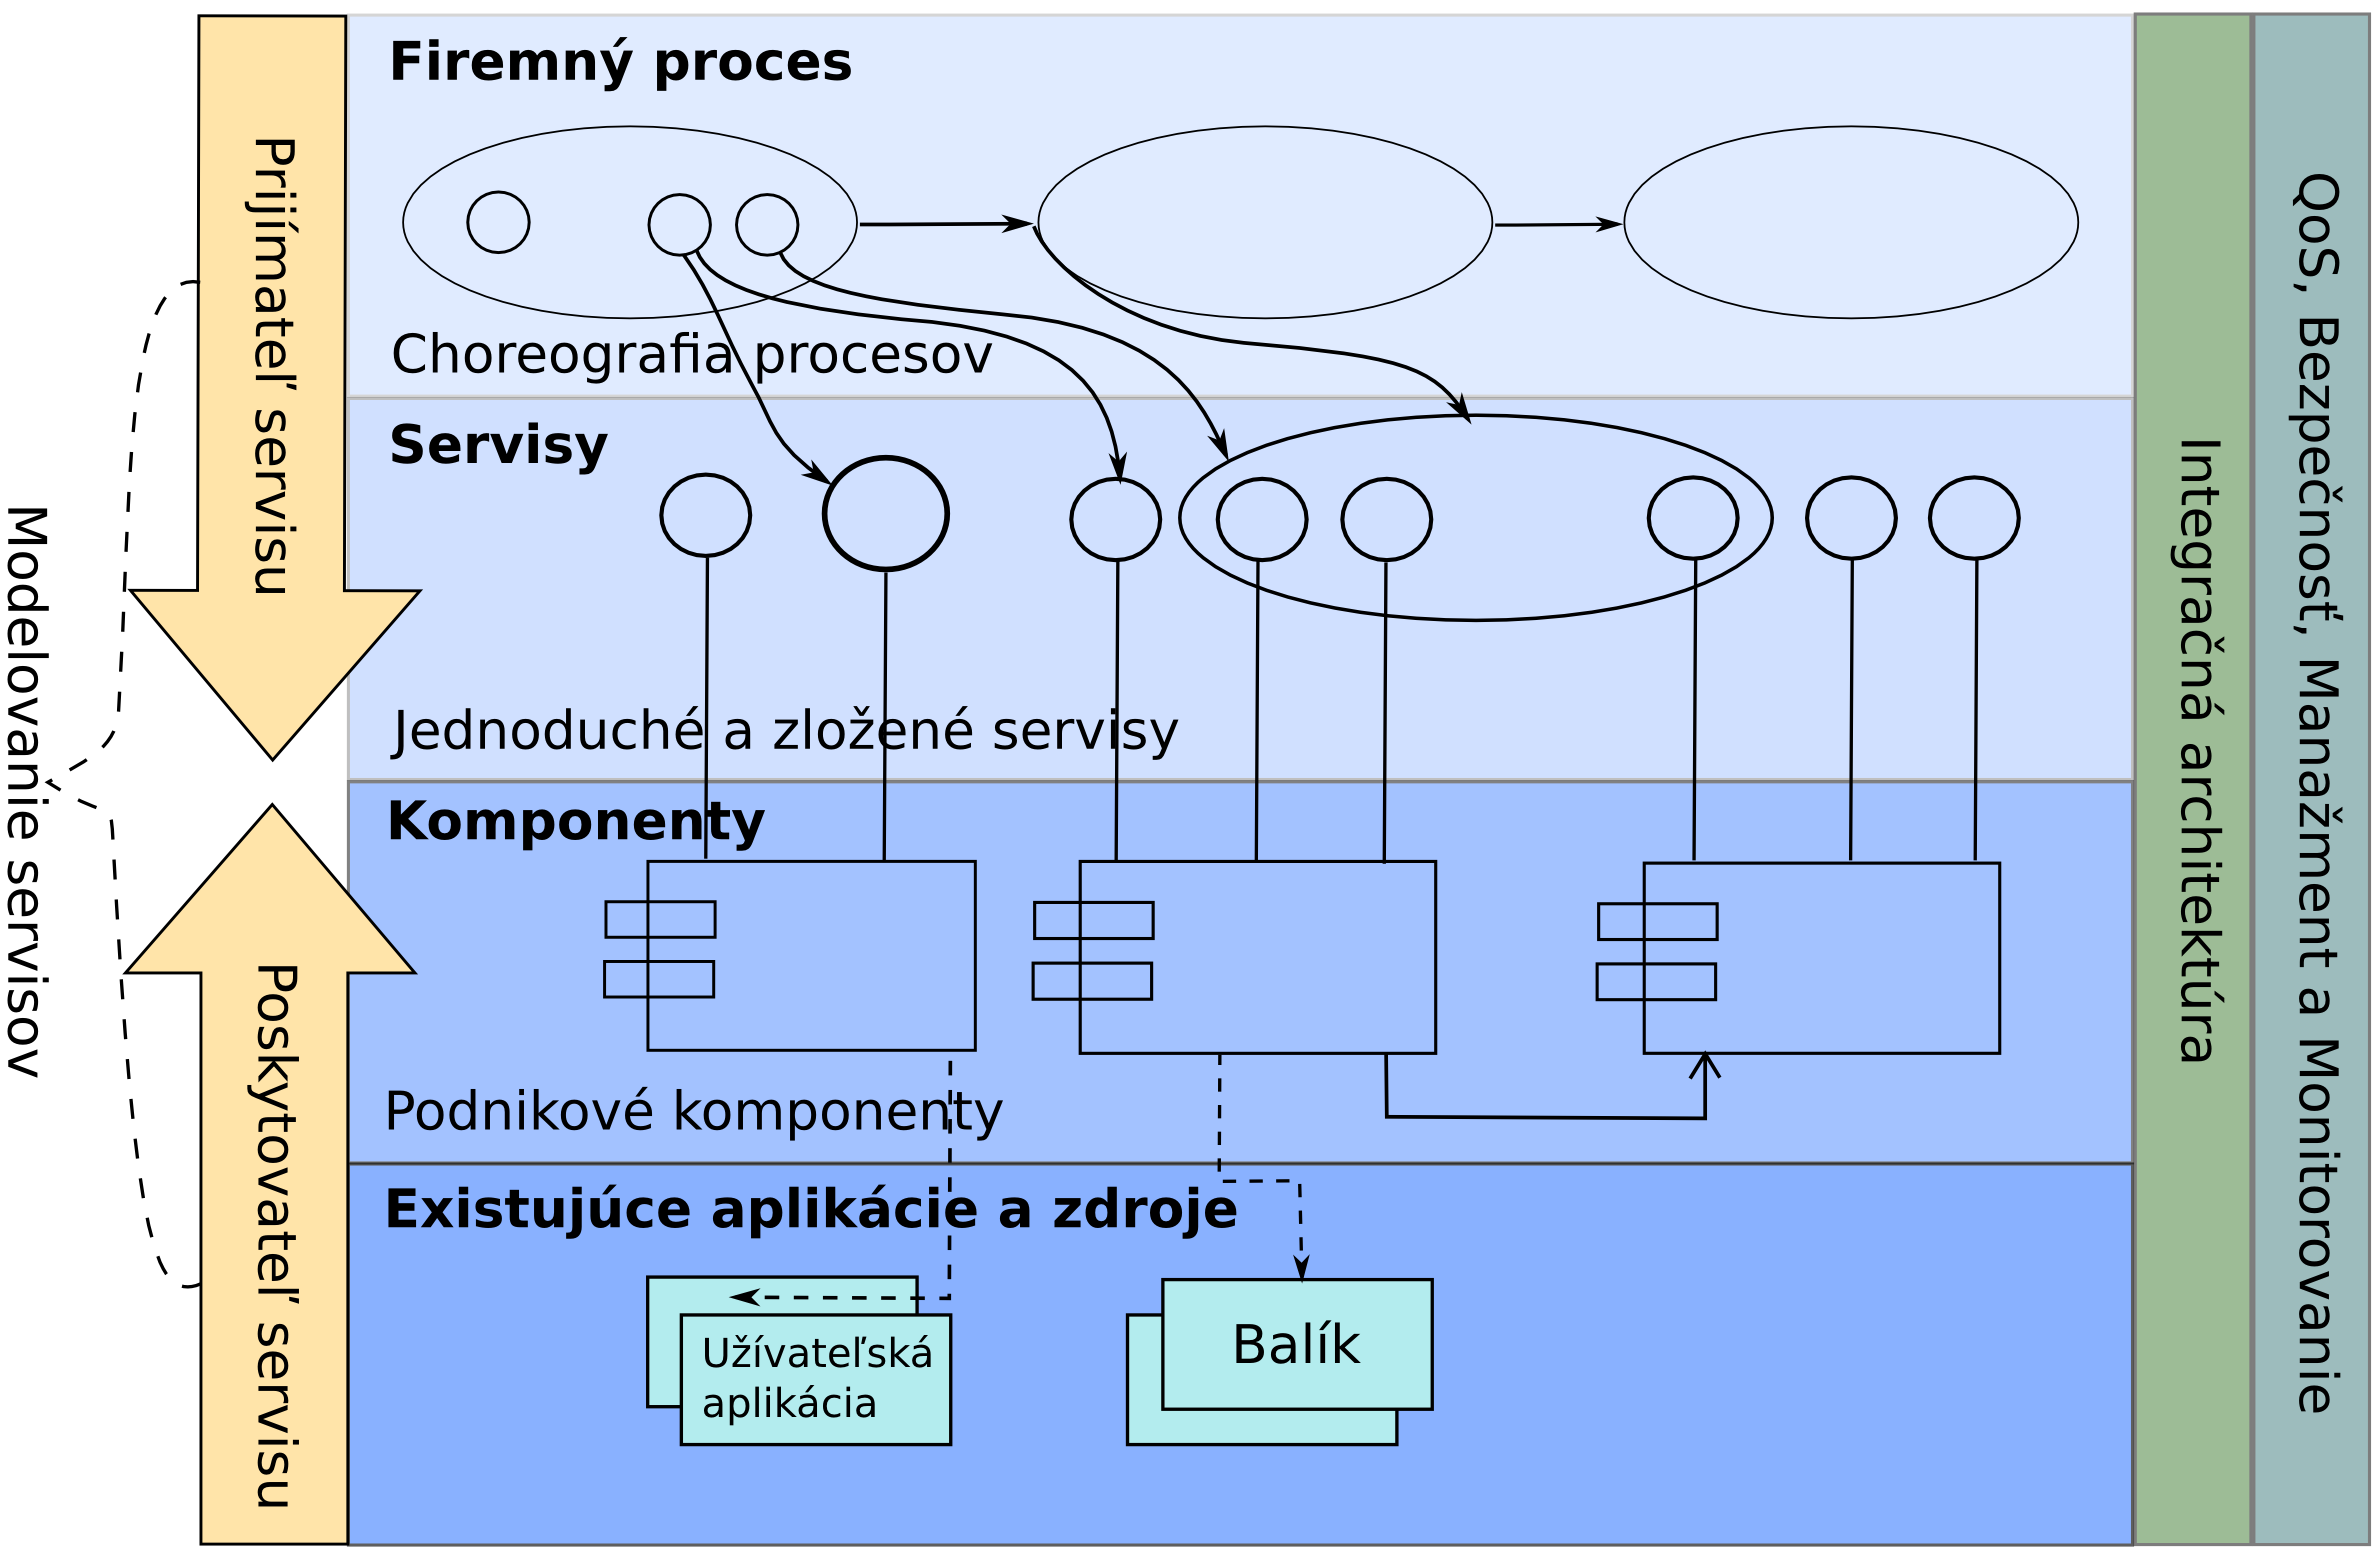 Firemný proces
Choreografia procesov
Servisy
Jednoduché a zložené servisy
Komponenty
Podnikové komponenty
Existujúce aplikácie a zdroje
Užívateľská
aplikácia
Balík
Modelovanie servisov
Prijímateľ servisu
Poskytovateľ servisu
Integračná architektúra
QoS, Bezpečnosť, Manažment a Monitorovanie